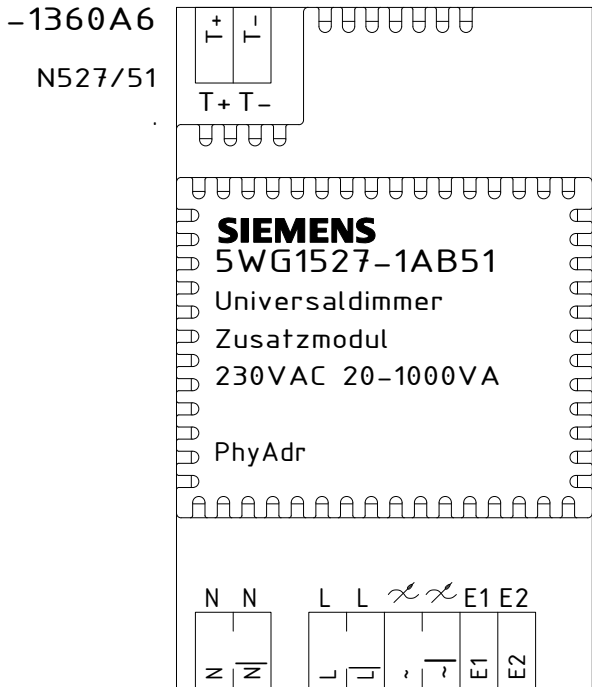 -1360A6
N527/51
.
T+ T-
T+ T-
SIEMENS
5WG1527-1AB51
Universaldimmer
Zusatzmodul
230VAC 20-1000VA
PhyAdr
N N L L E1 E2
N N L L ~ ~ E1 E2